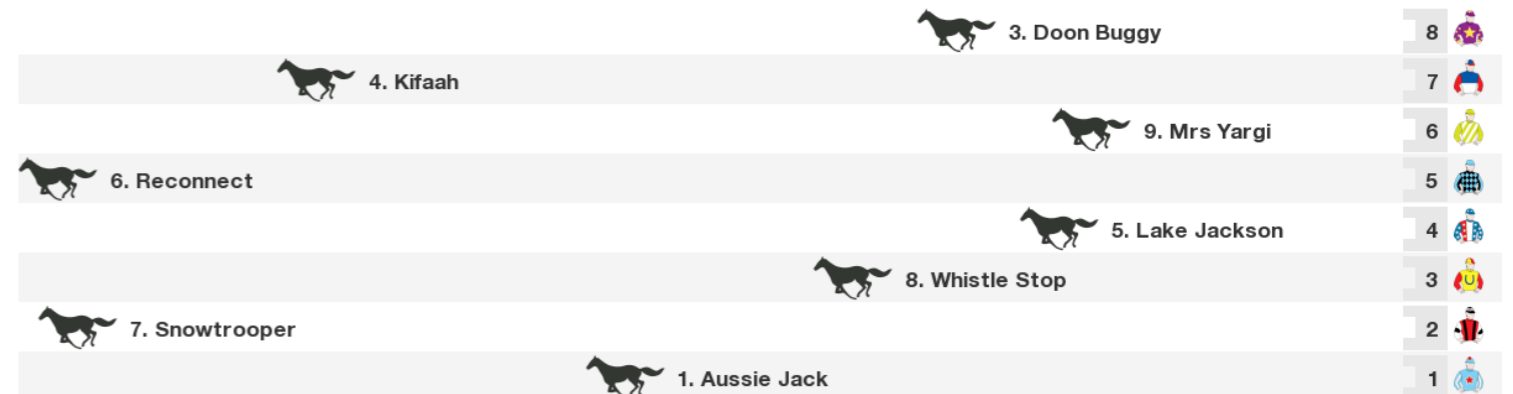 3. Doon Buggy 8
4. Kifaah 7
9. Mrs Yargi 6
6. Reconnect 5
5. Lake Jackson 4
8. Whistle Stop 3
7. Snowtrooper 2
1. Aussie Jack 1